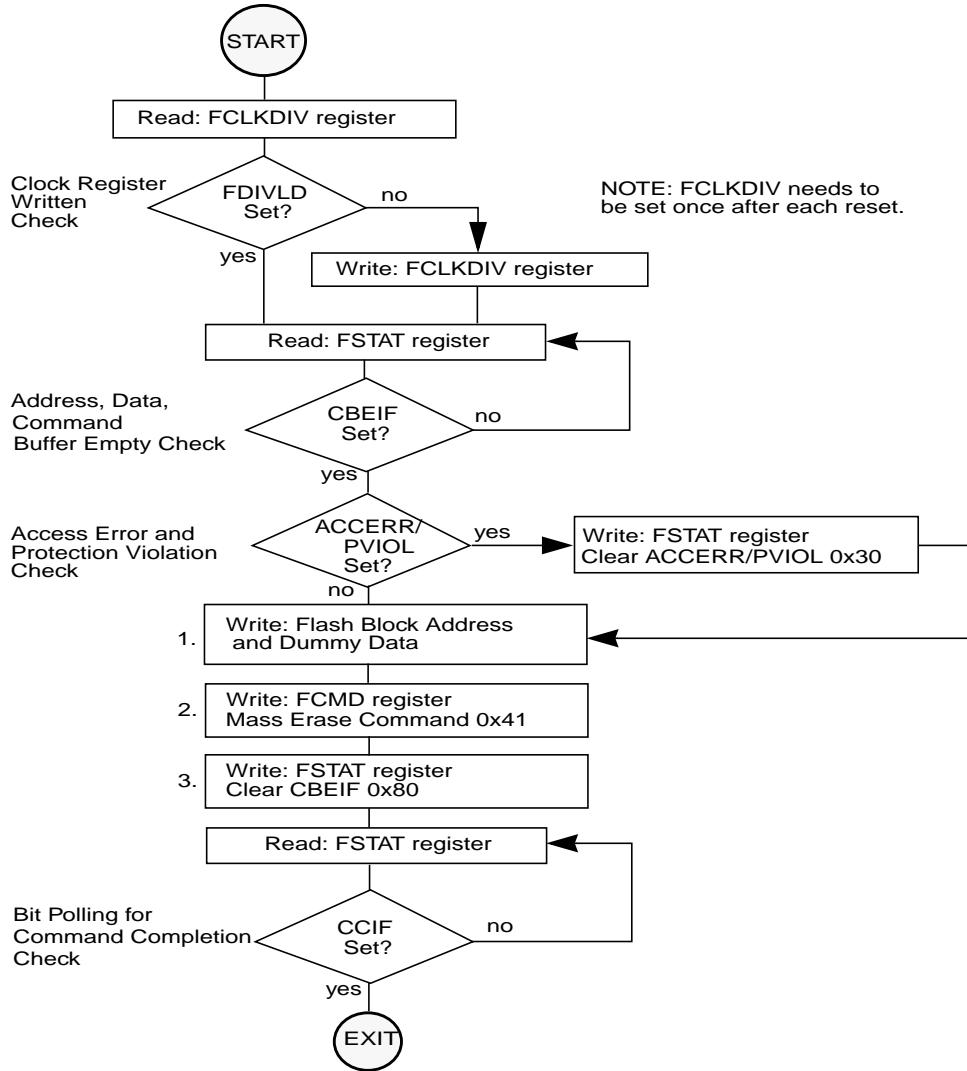 START
Read: FCLKDIV register
Clock Register
Written
Check
FDIVLD
Set?
no
yes
NOTE: FCLKDIV needs to
be set once after each reset.
Write: FCLKDIV register
Read: FSTAT register
Address, Data,
Command
Buffer Empty Check
CBEIF
Set?
no
yes
Access Error and
Protection Violation
Check
ACCERR/
PVIOL
Set?
yes
no
Write: FSTAT register
Clear ACCERR/PVIOL 0x30
1.
Write: Flash Block Address
and Dummy Data
2.
Write: FCMD register
Mass Erase Command 0x41
3.
Write: FSTAT register
Clear CBEIF 0x80
Read: FSTAT register
Bit Polling for
Command Completion
Check
CCIF
Set?
no
yes
EXIT